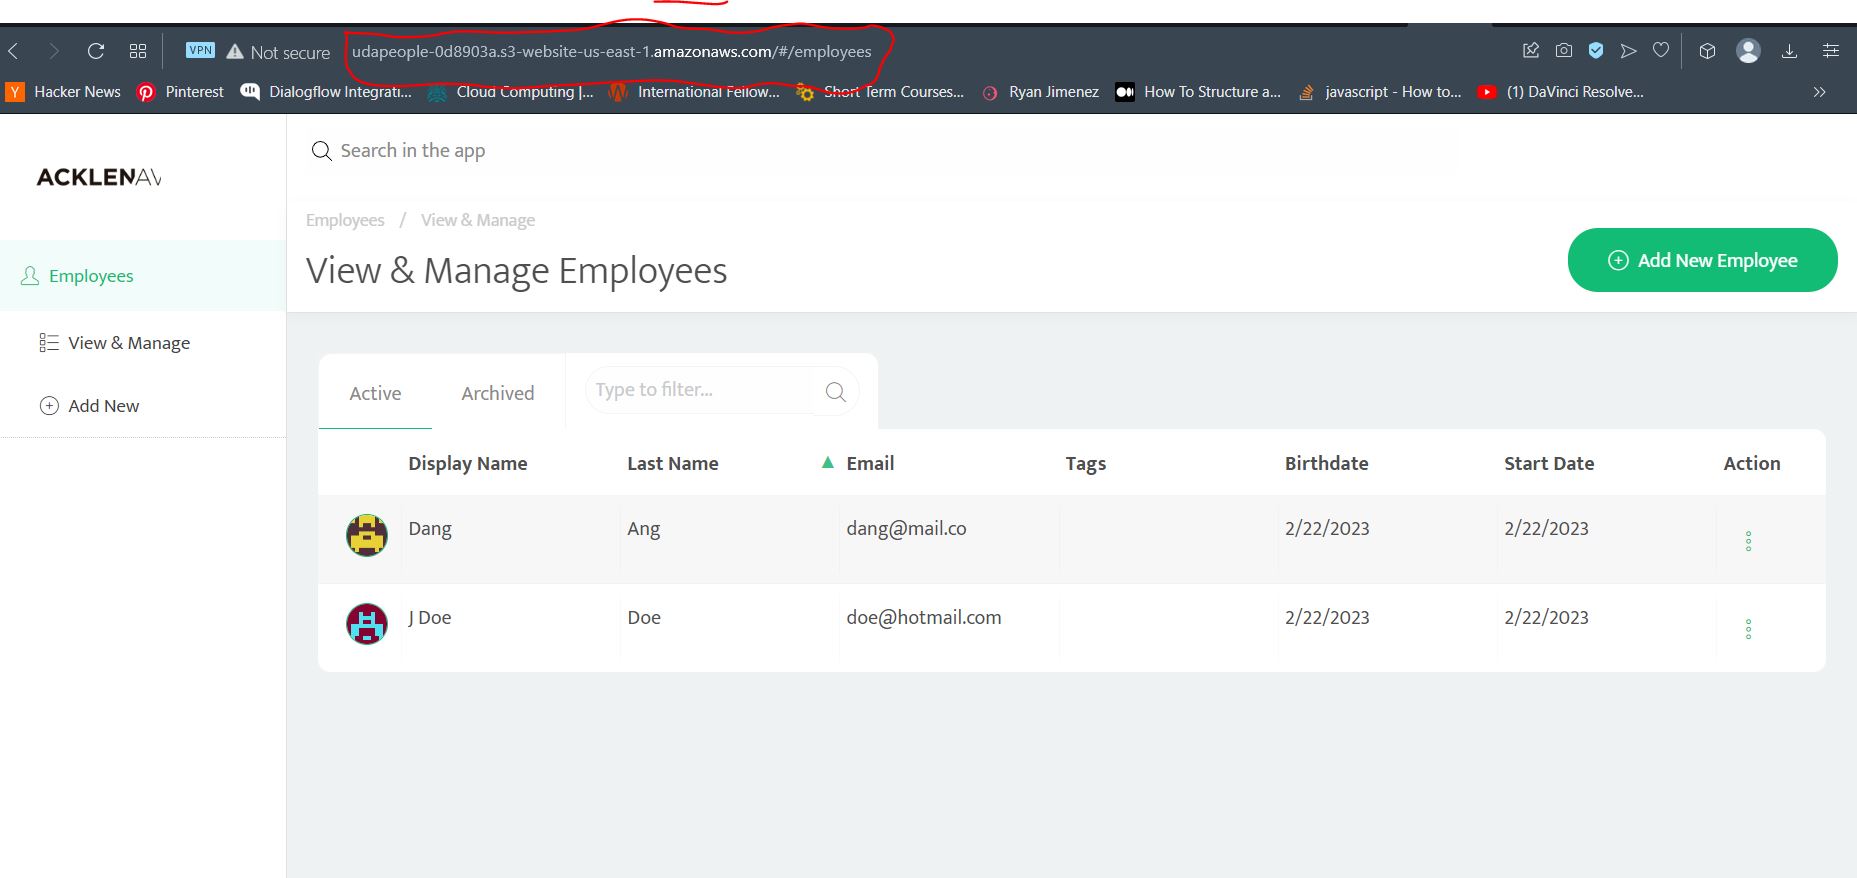 VPN Not secure udapeople-0d8903a.s3-website-us-east-1.amazonaws.com/#/employees
Y Hacker News Pinterest Dialogflow Integrati... Cloud Computing |... International Fellow... Short Term Courses... Ryan Jimenez How To Structure a... javascript - How to... (1) DaVinci Resolve...
Search in the app
ACKLENAV
Employees / View & Manage
View & Manage Employees
Add New Employee
Employees
View & Manage
Add New
Active Archived Type to filter...
Display Name Last Name Email Tags Birthdate Start Date Action
Dang Ang dang@mail.co 2/22/2023 2/22/2023
J Doe Doe doe@hotmail.com 2/22/2023 2/22/2023